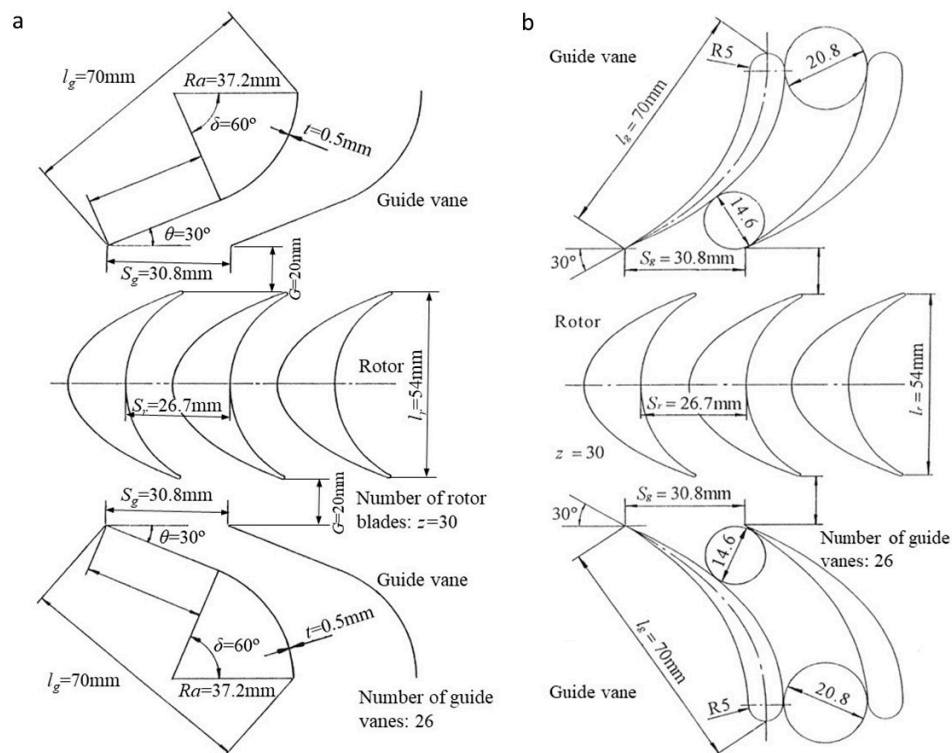 a
l_g=70mm
Ra=37.2mm
δ=60°
t=0.5mm
Guide vane
θ=30°
S_g=30.8mm
G=20mm
Rotor
S_r=26.7mm
l_r=54mm
S_g=30.8mm
G=20mm
Number of rotor
blades: z=30
θ=30°
Guide vane
t=0.5mm
δ=60°
l_g=70mm
Ra=37.2mm
Number of guide
vanes: 26
b
Guide vane
R5
20.8
l_g = 70mm
14.6
30°
S_g = 30.8mm
Rotor
S_r = 26.7mm
l_r = 54mm
z = 30
S_g = 30.8mm
30°
14.6
Number of guide
vanes: 26
l_g = 70mm
Guide vane
R5
20.8